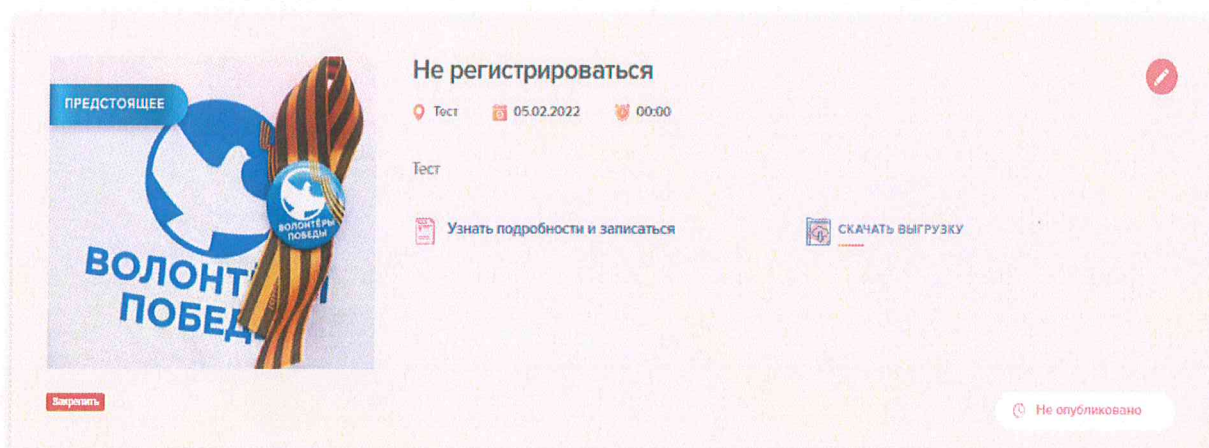 Не регистрироваться
ПРЕДСТОЯЩЕЕ
Тест 05.02.2022 00:00
Тест
Узнать подробности и записаться СКАЧАТЬ ВЫГРУЗКУ
ВОЛОНТЁРЫ
ПОБЕДЫ
ВОЛОНТ
ПОБЕД
Закрепить
Не опубликовано